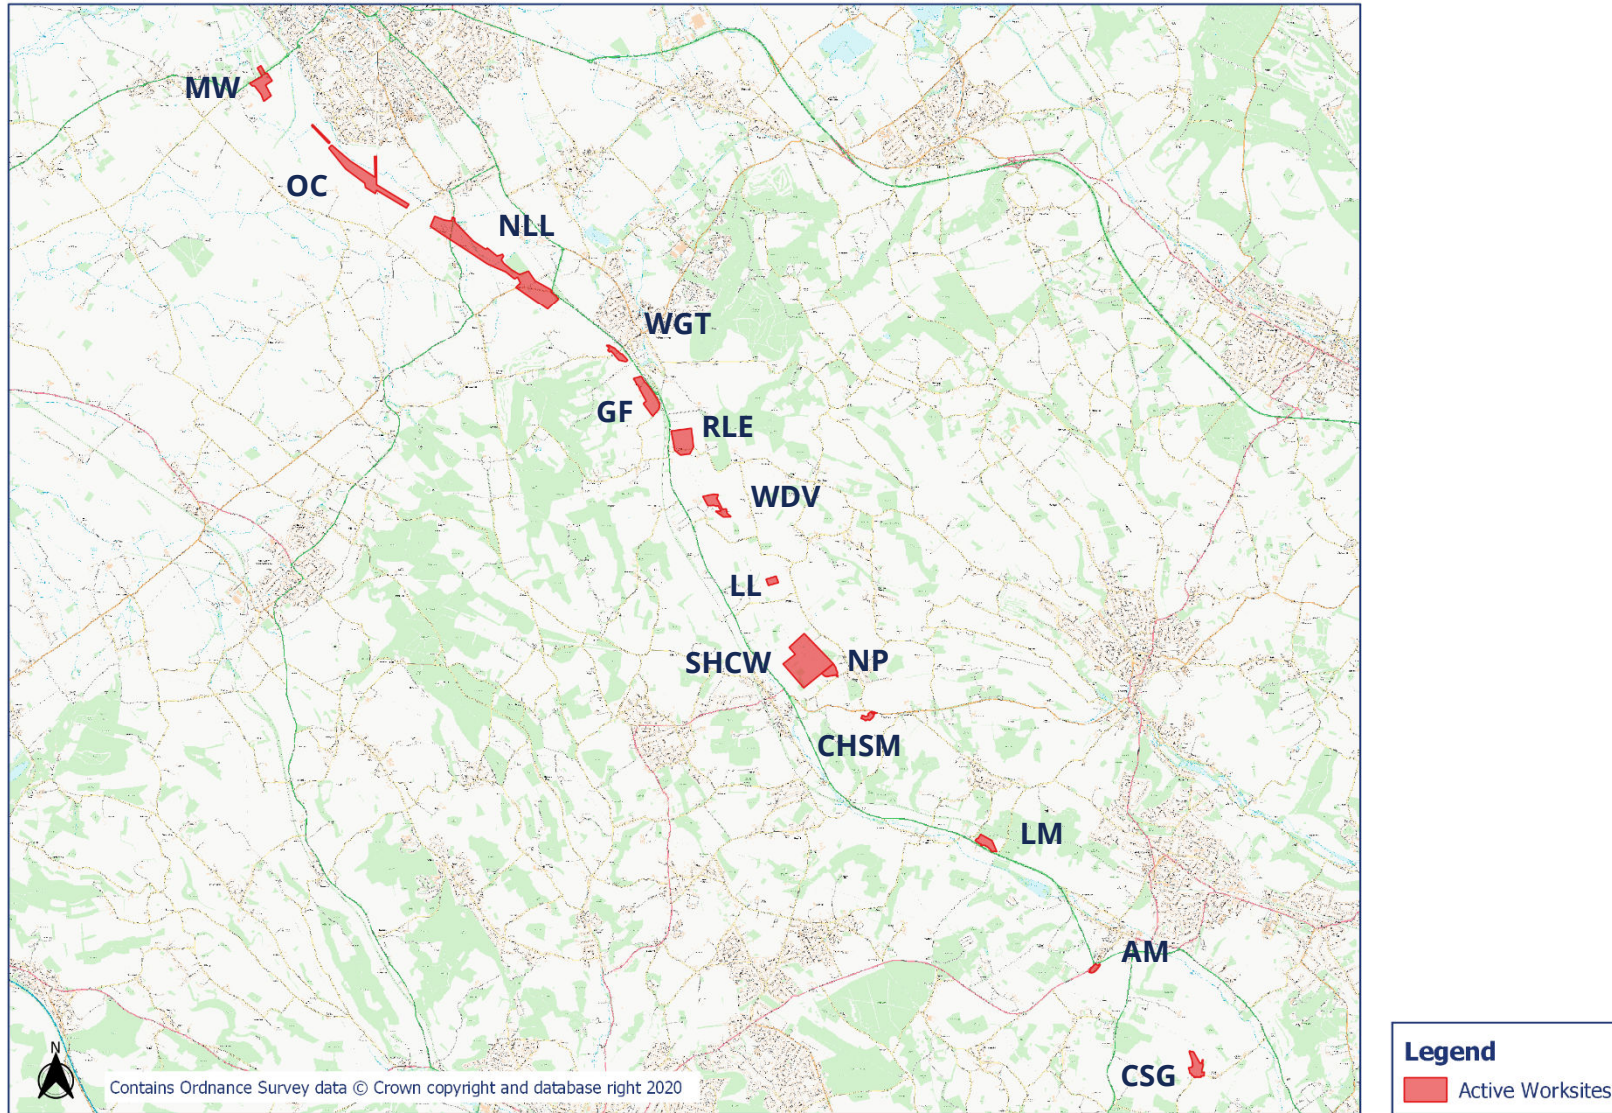 MW
OC
NLL
WGT
GF
RLE
WDV
LL
SHCW
NP
CHSM
LM
AM
CSG
N
Contains Ordnance Survey data © Crown copyright and database right 2020
Legend
Active Worksites